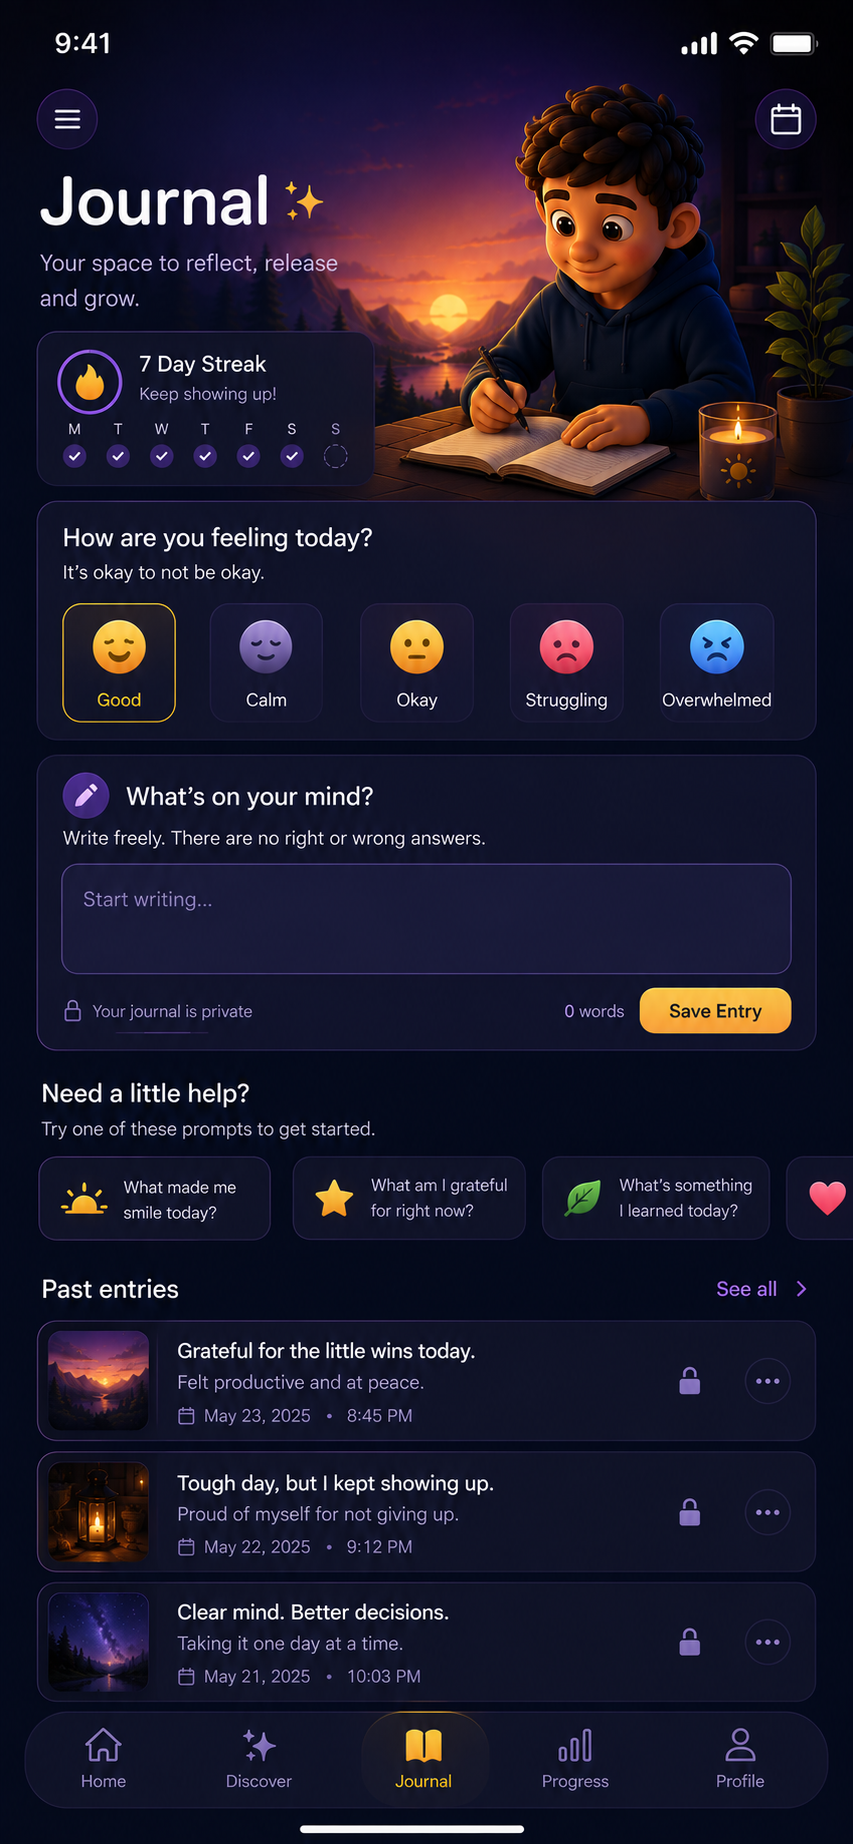 9:41
Journal
Your space to reflect, release
and grow.
7 Day Streak
Keep showing up!
M T W T F S S
How are you feeling today?
It's okay to not be okay.
Good Calm Okay Struggling Overwhelmed
What's on your mind?
Write freely. There are no right or wrong answers.
Start writing...
Your journal is private
0 words
Save Entry
Need a little help?
Try one of these prompts to get started.
What made me
smile today?
What am I grateful
for right now?
What's something
I learned today?
Past entries
See all
Grateful for the little wins today.
Felt productive and at peace.
May 23, 2025 • 8:45 PM
Tough day, but I kept showing up.
Proud of myself for not giving up.
May 22, 2025 • 9:12 PM
Clear mind. Better decisions.
Taking it one day at a time.
May 21, 2025 • 10:03 PM
Home Discover Journal Progress Profile